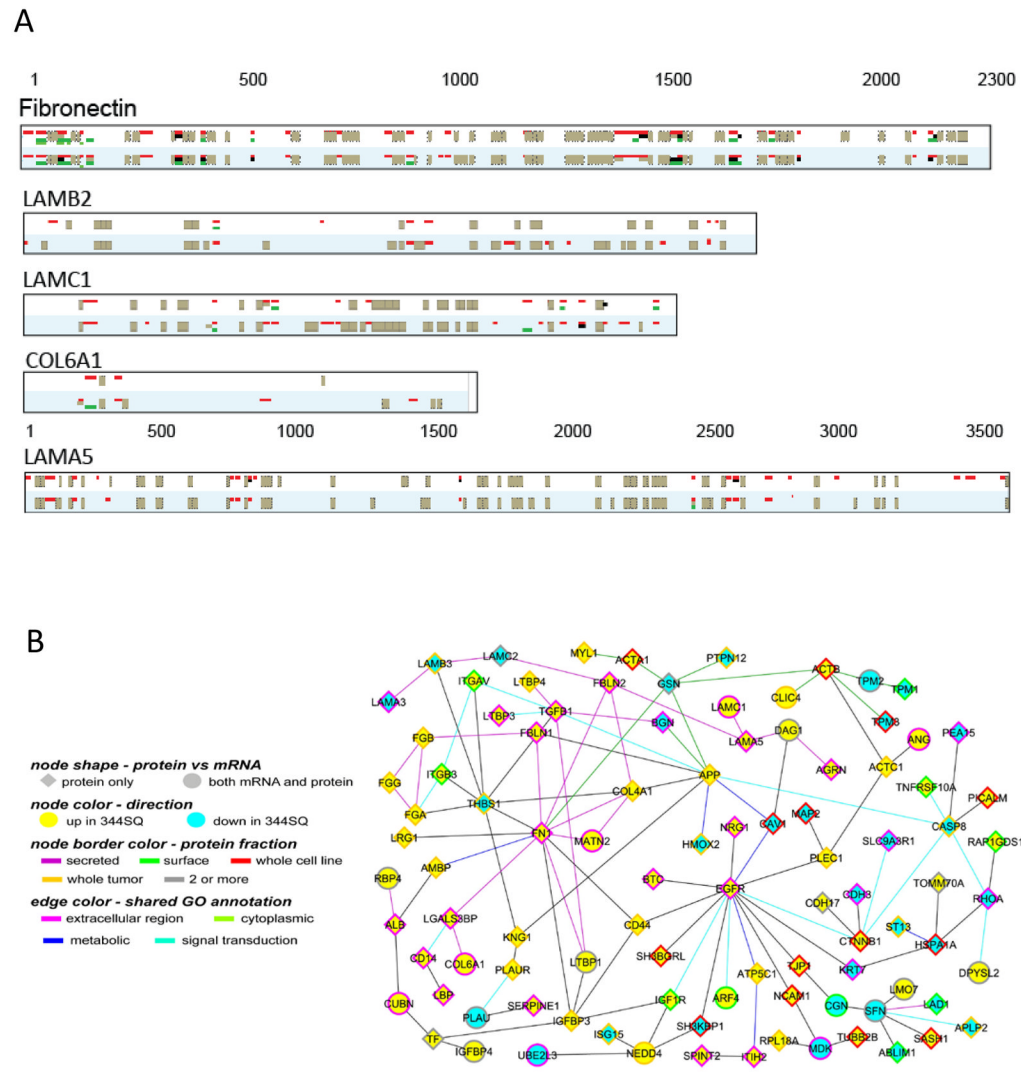 A
1 500 1000 1500 2000 2300
Fibronectin
LAMB2
LAMC1
COL6A1
1 500 1000 1500 2000 2500 3000 3500
LAMA5
B
node shape - protein vs mRNA
protein only both mRNA and protein
node color - direction
up in 344SQ down in 344SQ
node border color - protein fraction
secreted surface whole cell line
whole tumor 2 or more
edge color - shared GO annotation
extracellular region cytoplasmic
metabolic signal transduction
LAMB3 LAMC2 MYL1 ACTA1 PTPN12 ACTB
ITGAV LTBP4 FBLN2 GSN CLIC4 TPM2 TPM1
LAMA3 LTBP3 TGFB1 BGN LAMC1 DAG1 TPM3
FGB FBLN1 LAMA5 ANG PEA15
FGG ITGB3 APP AGRN ACTC1
FGA THBS1 COL4A1 TNFRSF10A PICALM
LRG1 FN1 MATN2 HMOX2 NRG1 CAV1 MAP2 CASP8
AMBP PLEC1 SLC9A3R1 RAP1GDS1
RBP4 BTC EGFR CDH17 CDH3 TOMM70A RHOA
ALB LGALS3BP CD44 ST13
CD14 COL6A1 KNG1 LTBP1 SH3BGRL CTNNB1 HSPA1A
LBP PLAUR ATP5C1 TJP1 KRT7 DPYSL2
CUBN SERPINE1 IGF1R ARF4 NCAM1 CGN LMO7
PLAU IGFBP3 SFN LAD1
TF ISG15 SH3KBP1 RPL18A TUBB2B SASH1 APLP2
IGFBP4 UBE2L3 NEDD4 SPINT2 ITIH2 MDK ABLIM1